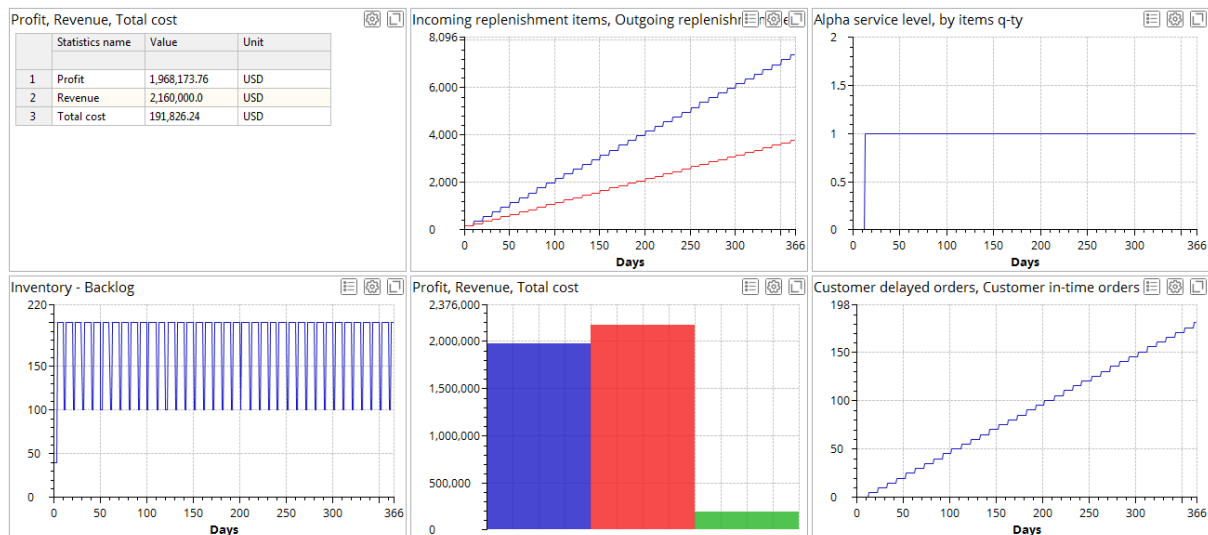 Profit, Revenue, Total cost
Statistics name Value Unit
1 Profit 1,968,173.76 USD
2 Revenue 2,160,000.0 USD
3 Total cost 191,826.24 USD
Incoming replenishment items, Outgoing
8,096
6,000
4,000
2,000
0
0 50 100 150 200 250 300 366
Days
Alpha service level, by items q-ty
2
1.5
1
0.5
0
0 50 100 150 200 250 300 366
Days
Inventory - Backlog
220
150
100
50
0
0 50 100 150 200 250 300 366
Days
Profit, Revenue, Total cost
2,376,000
2,000,000
1,500,000
1,000,000
500,000
0
Customer delayed orders, Customer in-time orders
198
150
100
50
0
0 50 100 150 200 250 300 366
Days